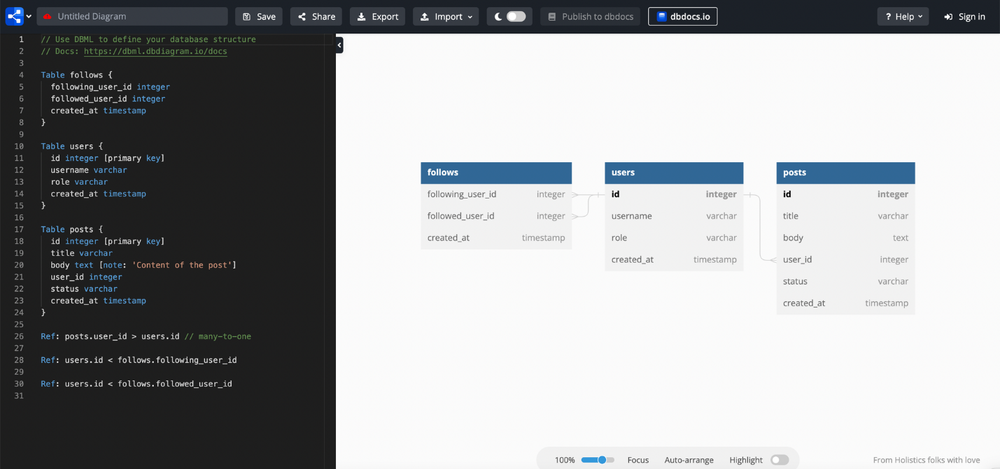 Untitled Diagram Save Share Export Import Publish to dbdocs dbdocs.io ? Help Sign in
1 // Use DBML to define your database structure
2 // Docs: https://dbml.dbdiagram.io/docs
3
4 Table follows {
5 following_user_id integer
6 followed_user_id integer
7 created_at timestamp
8 }
9
10 Table users {
11 id integer [primary key]
12 username varchar
13 role varchar
14 created_at timestamp
15 }
16
17 Table posts {
18 id integer [primary key]
19 title varchar
20 body text [note: 'Content of the post']
21 user_id integer
22 status varchar
23 created_at timestamp
24 }
25
26 Ref: posts.user_id > users.id // many-to-one
27
28 Ref: users.id < follows.following_user_id
29
30 Ref: users.id < follows.followed_user_id
31
follows
following_user_id integer
followed_user_id integer
created_at timestamp
users
id integer
username varchar
role varchar
created_at timestamp
posts
id integer
title varchar
body text
user_id integer
status varchar
created_at timestamp
100% Focus Auto-arrange Highlight
From Holistics folks with love